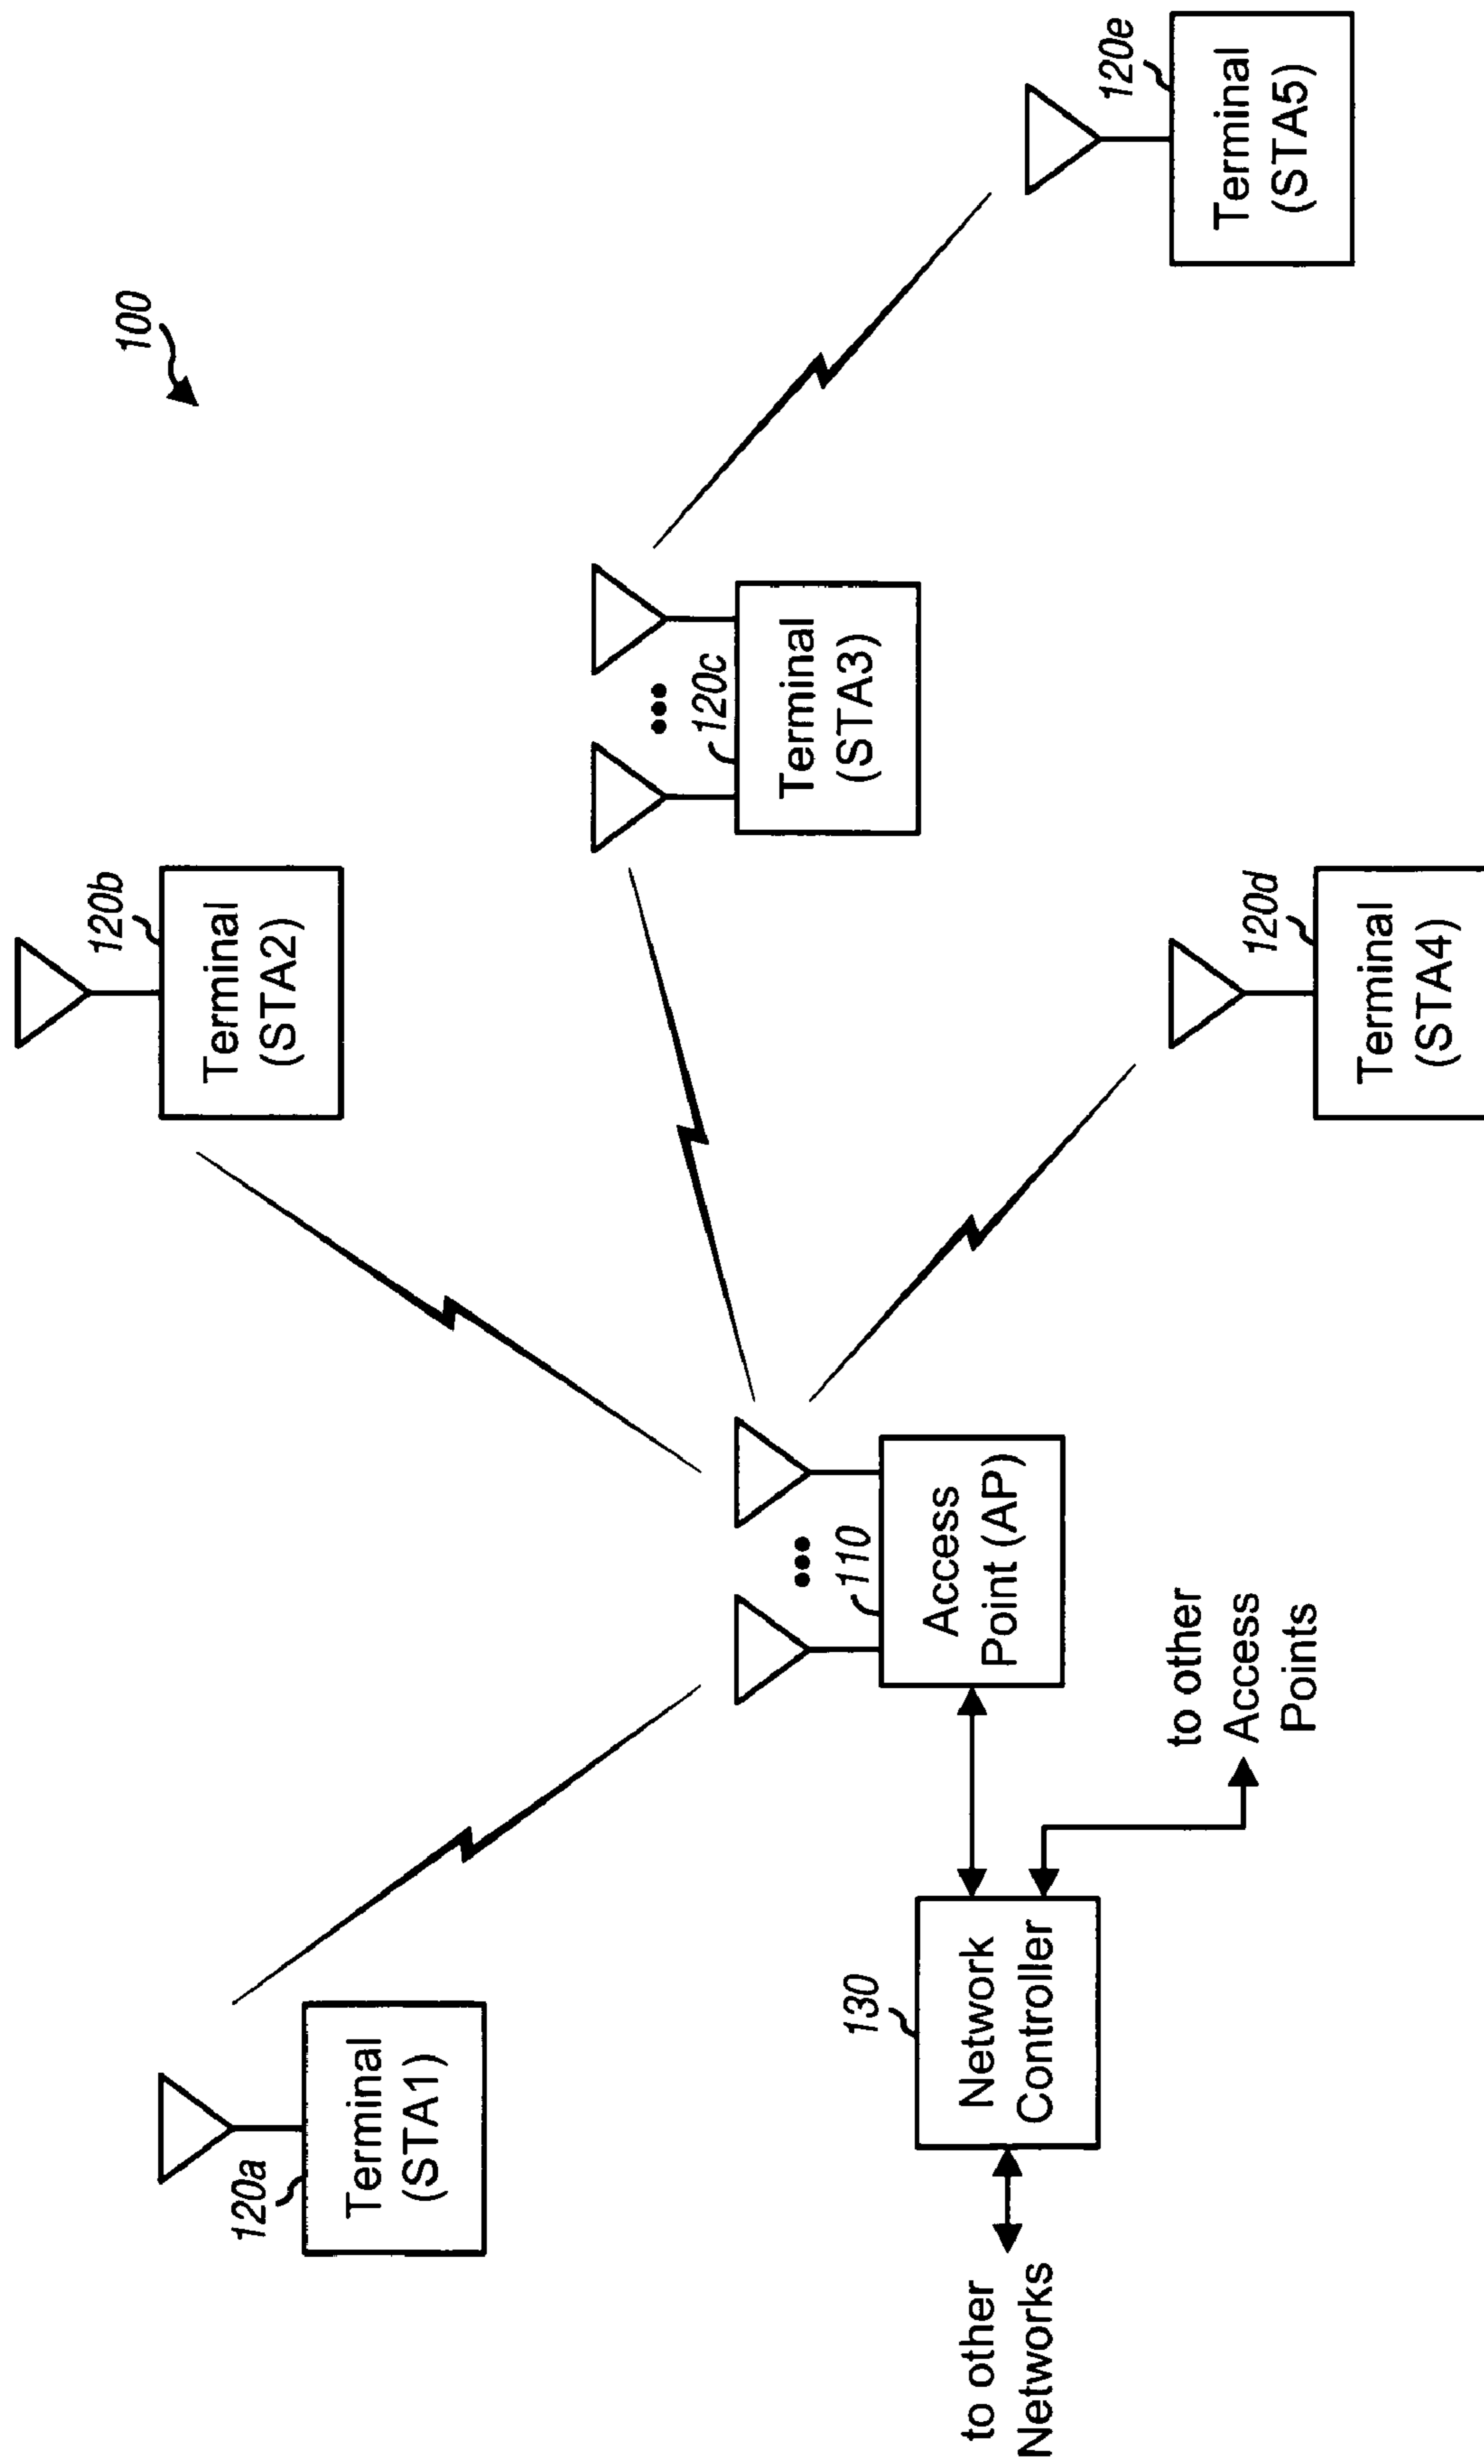 100
120b
Terminal
(STA2)
120a
Terminal
(STA1)
120c
Terminal
(STA3)
120e
Terminal
(STA5)
110
Access
Point (AP)
130
Network
Controller
to other
Networks
to other
Access
Points
120d
Terminal
(STA4)